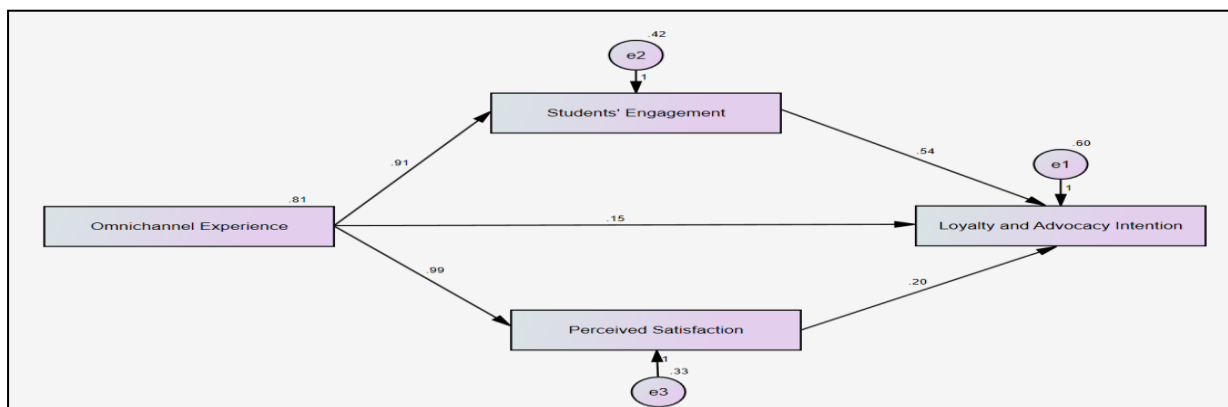 .42
e2
1
Students' Engagement
.91
.54
.60
e1
1
.81
Omnichannel Experience
.15
Loyalty and Advocacy Intention
.99
.20
Perceived Satisfaction
1
.33
e3